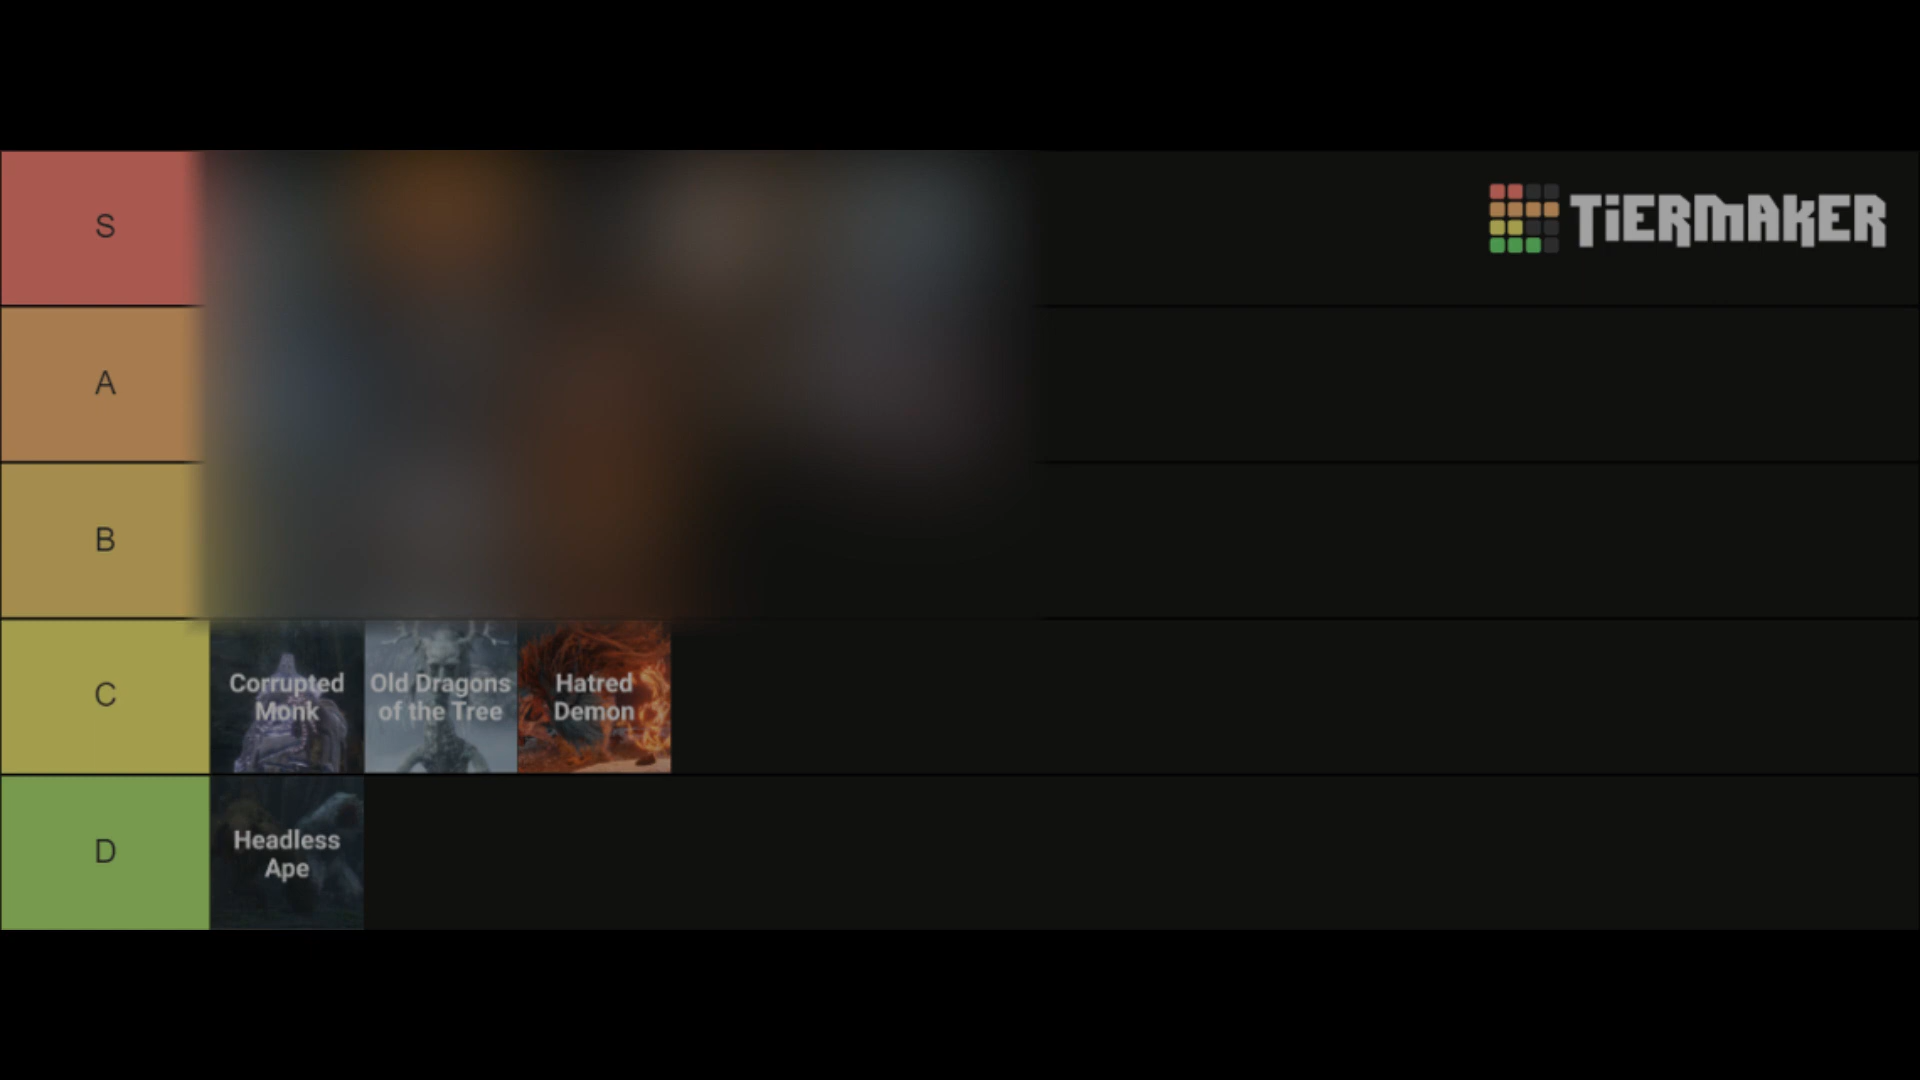 S
TiERMAKER
A
B
C
Corrupted
Monk
Old Dragons
of the Tree
Hatred
Demon
D
Headless
Ape